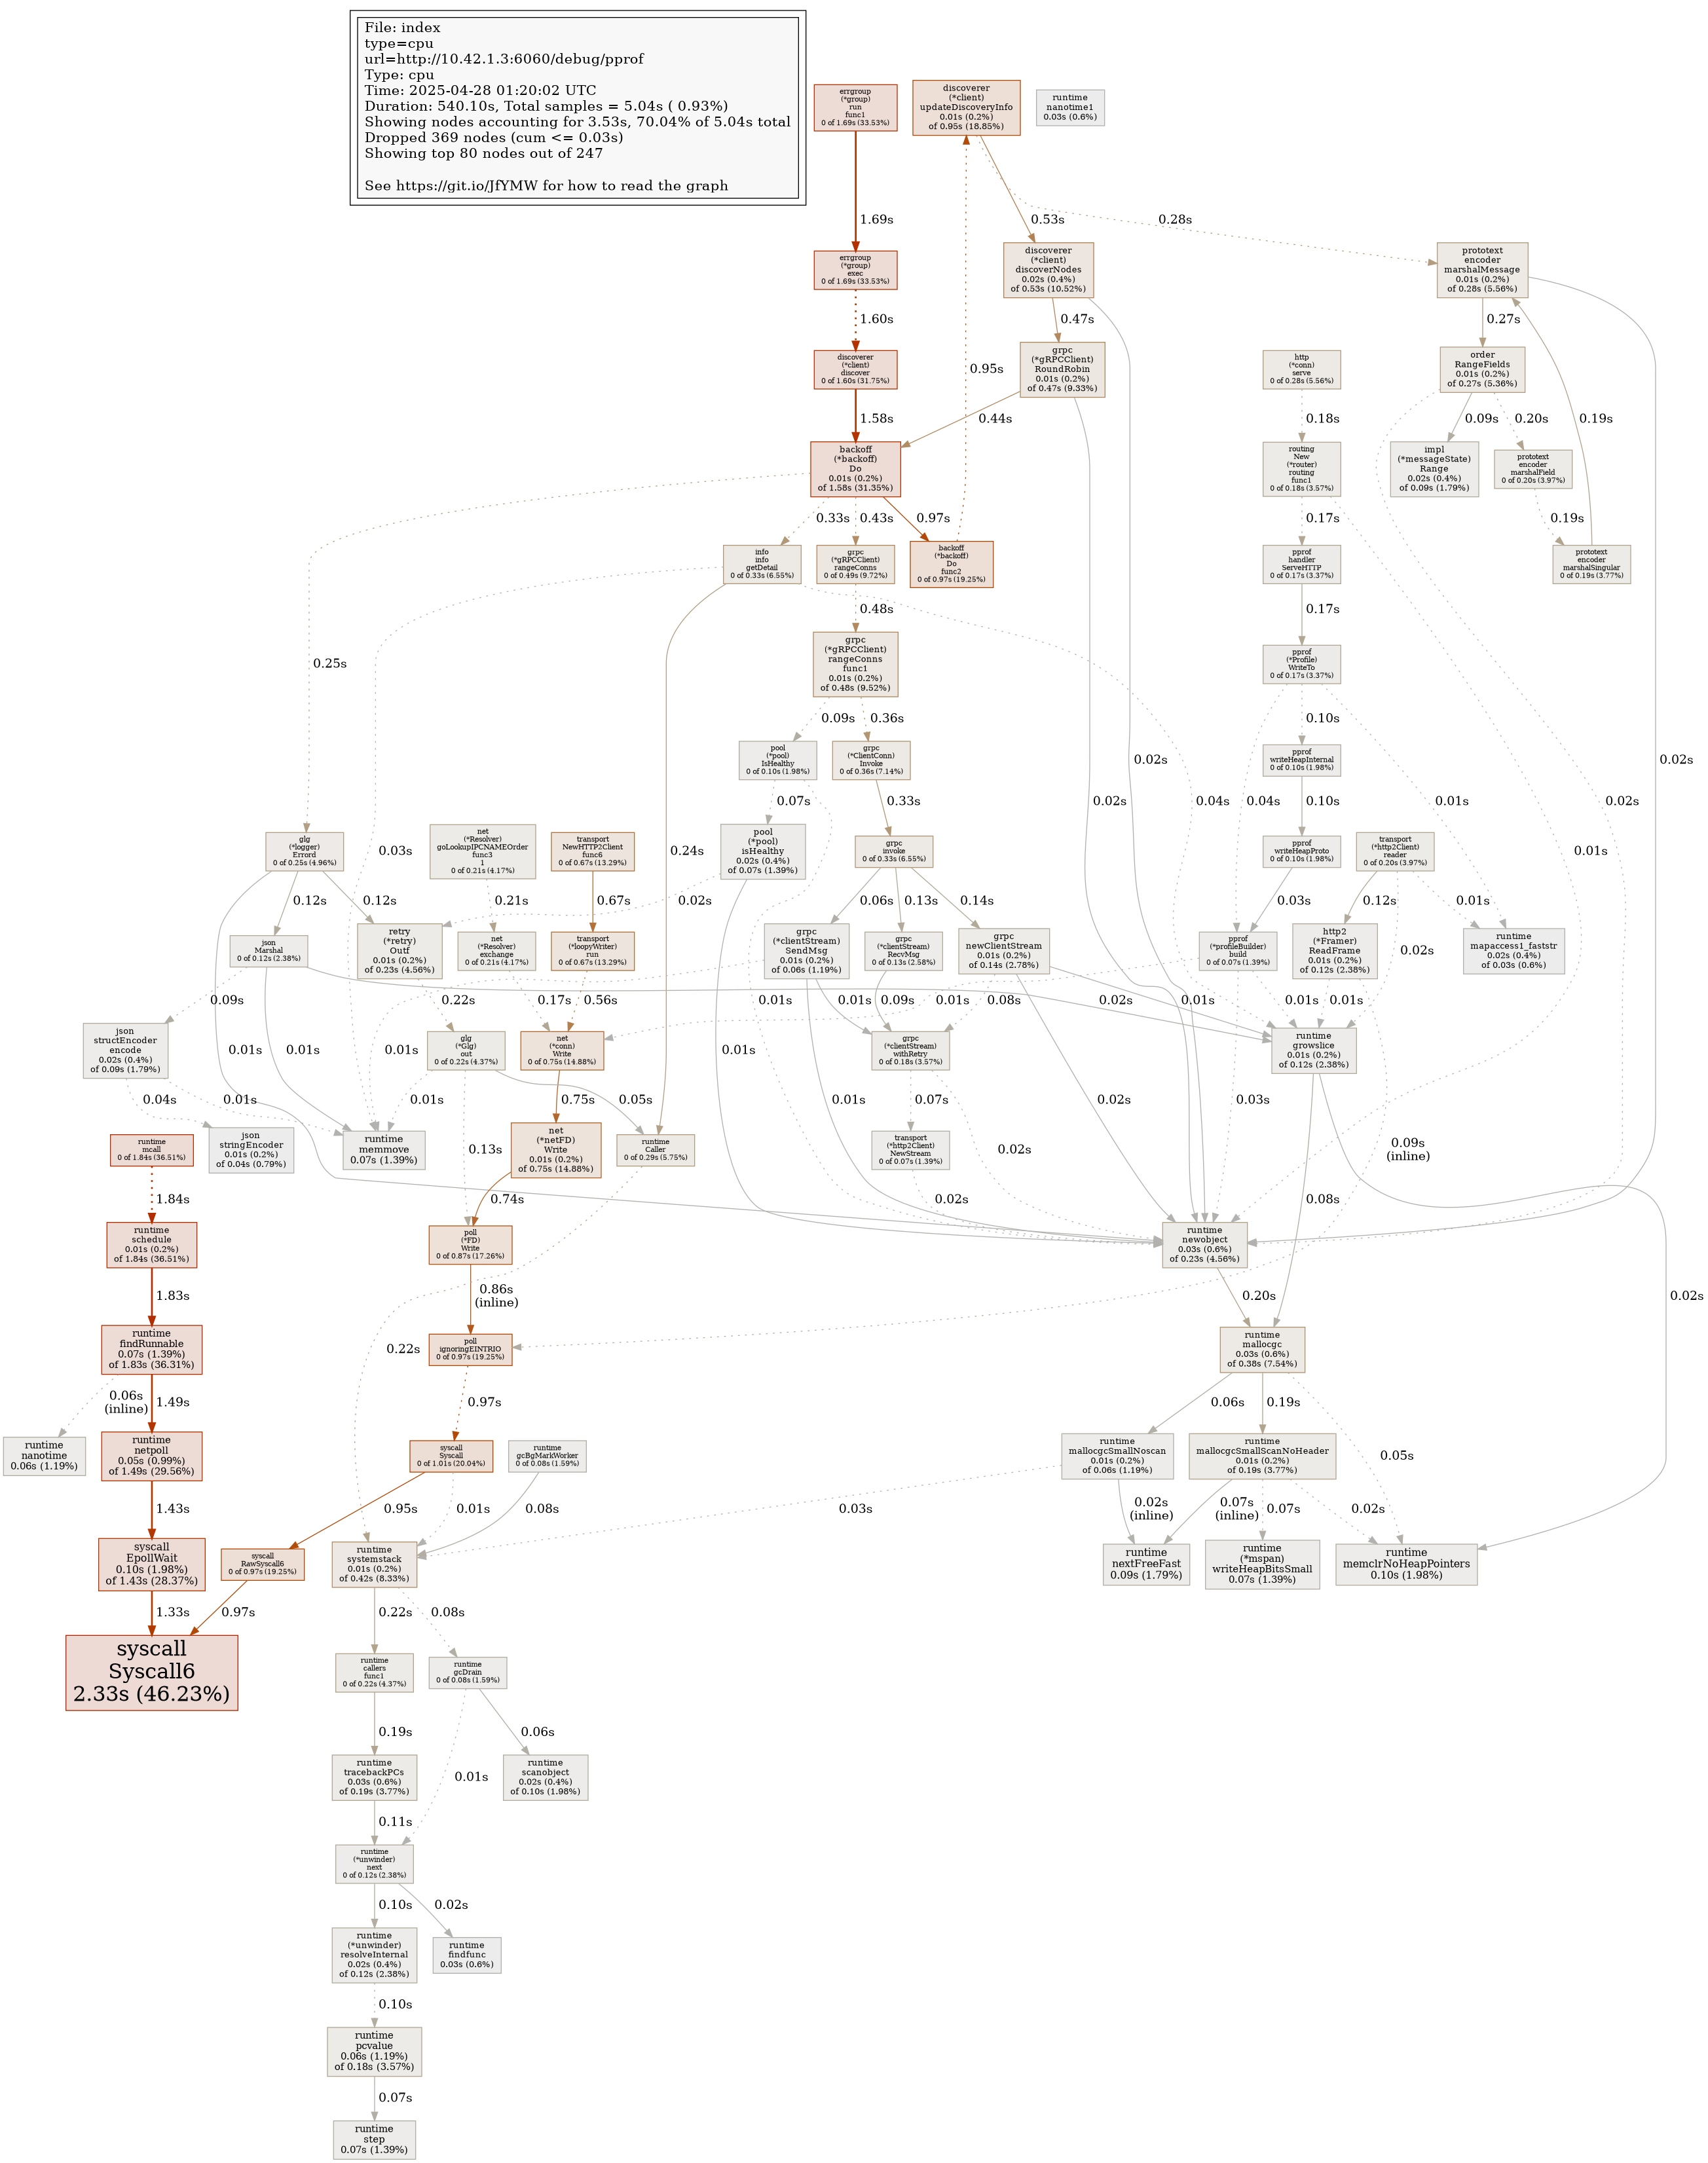 File: index
type=cpu
url=http://10.42.1.3:6060/debug/pprof
Type: cpu
Time: 2025-04-28 01:20:02 UTC
Duration: 540.10s, Total samples = 5.04s ( 0.93%)
Showing nodes accounting for 3.53s, 70.04% of 5.04s total
Dropped 369 nodes (cum <= 0.03s)
Showing top 80 nodes out of 247
See https://git.io/JfYMW for how to read the graph
errgroup
(*group)
run
func1
0 of 1.69s (33.53%)
discoverer
(*client)
updateDiscoveryInfo
0.01s (0.2%)
of 0.95s (18.85%)
runtime
nanotime1
0.03s (0.6%)
1.69s
0.53s
0.28s
errgroup
(*group)
exec
0 of 1.69s (33.53%)
discoverer
(*client)
discoverNodes
0.02s (0.4%)
of 0.53s (10.52%)
prototext
encoder
marshalMessage
0.01s (0.2%)
of 0.28s (5.56%)
1.60s
0.47s
0.27s
discoverer
(*client)
discover
0 of 1.60s (31.75%)
0.95s
grpc
(*gRPCClient)
RoundRobin
0.01s (0.2%)
of 0.47s (9.33%)
http
(*conn)
serve
0 of 0.28s (5.56%)
order
RangeFields
0.01s (0.2%)
of 0.27s (5.36%)
1.58s
0.44s
0.18s
0.09s
0.20s
0.19s
backoff
(*backoff)
Do
0.01s (0.2%)
of 1.58s (31.35%)
routing
New
(*router)
routing
func1
0 of 0.18s (3.57%)
impl
(*messageState)
Range
0.02s (0.4%)
of 0.09s (1.79%)
prototext
encoder
marshalField
0 of 0.20s (3.97%)
0.33s
0.43s
0.97s
0.17s
0.19s
info
info
getDetail
0 of 0.33s (6.55%)
grpc
(*gRPCClient)
rangeConns
0 of 0.49s (9.72%)
backoff
(*backoff)
Do
func2
0 of 0.97s (19.25%)
pprof
handler
ServeHTTP
0 of 0.17s (3.37%)
prototext
encoder
marshalSingular
0 of 0.19s (3.77%)
0.48s
0.17s
0.25s
grpc
(*gRPCClient)
rangeConns
func1
0.01s (0.2%)
of 0.48s (9.52%)
pprof
(*Profile)
WriteTo
0 of 0.17s (3.37%)
0.09s
0.36s
0.10s
pool
(*pool)
IsHealthy
0 of 0.10s (1.98%)
grpc
(*ClientConn)
Invoke
0 of 0.36s (7.14%)
0.02s
pprof
writeHeapInternal
0 of 0.10s (1.98%)
0.02s
0.07s
0.33s
0.02s
0.04s
0.04s
0.10s
0.01s
0.02s
glg
(*logger)
Errord
0 of 0.25s (4.96%)
0.03s
net
(*Resolver)
goLookupIPCNAMEOrder
func3
1
0 of 0.21s (4.17%)
transport
NewHTTP2Client
func6
0 of 0.67s (13.29%)
0.24s
pool
(*pool)
isHealthy
0.02s (0.4%)
of 0.07s (1.39%)
grpc
invoke
0 of 0.33s (6.55%)
pprof
writeHeapProto
0 of 0.10s (1.98%)
transport
(*http2Client)
reader
0 of 0.20s (3.97%)
0.01s
0.12s
0.12s
0.21s
0.67s
0.02s
0.06s
0.13s
0.14s
0.03s
0.12s
0.01s
json
Marshal
0 of 0.12s (2.38%)
retry
(*retry)
Outf
0.01s (0.2%)
of 0.23s (4.56%)
net
(*Resolver)
exchange
0 of 0.21s (4.17%)
transport
(*loopyWriter)
run
0 of 0.67s (13.29%)
grpc
(*clientStream)
SendMsg
0.01s (0.2%)
of 0.06s (1.19%)
grpc
(*clientStream)
RecvMsg
0 of 0.13s (2.58%)
grpc
newClientStream
0.01s (0.2%)
of 0.14s (2.78%)
pprof
(*profileBuilder)
build
0 of 0.07s (1.39%)
http2
(*Framer)
ReadFrame
0.01s (0.2%)
of 0.12s (2.38%)
0.02s
runtime
mapaccess1_faststr
0.02s (0.4%)
of 0.03s (0.6%)
0.09s
0.22s
0.17s
0.56s
0.01s
0.01s
0.09s
0.01s
0.08s
0.02s
0.01s
0.01s
0.01s
json
structEncoder
encode
0.02s (0.4%)
of 0.09s (1.79%)
0.01s
0.01s
0.01s
glg
(*Glg)
out
0 of 0.22s (4.37%)
net
(*conn)
Write
0 of 0.75s (14.88%)
0.01s
grpc
(*clientStream)
withRetry
0 of 0.18s (3.57%)
runtime
growslice
0.01s (0.2%)
of 0.12s (2.38%)
0.04s
0.01s
0.01s
0.05s
0.75s
0.01s
0.07s
0.02s
0.03s
runtime
mcall
0 of 1.84s (36.51%)
json
stringEncoder
0.01s (0.2%)
of 0.04s (0.79%)
runtime
memmove
0.07s (1.39%)
0.13s
net
(*netFD)
Write
0.01s (0.2%)
of 0.75s (14.88%)
runtime
Caller
0 of 0.29s (5.75%)
transport
(*http2Client)
NewStream
0 of 0.07s (1.39%)
0.02s
0.09s
(inline)
1.84s
0.74s
0.02s
0.08s
runtime
schedule
0.01s (0.2%)
of 1.84s (36.51%)
poll
(*FD)
Write
0 of 0.87s (17.26%)
runtime
newobject
0.03s (0.6%)
of 0.23s (4.56%)
1.83s
0.86s
(inline)
0.20s
0.02s
runtime
findRunnable
0.07s (1.39%)
of 1.83s (36.31%)
0.22s
poll
ignoringEINTRIO
0 of 0.97s (19.25%)
runtime
mallocgc
0.03s (0.6%)
of 0.38s (7.54%)
0.06s
(inline)
1.49s
0.97s
0.06s
0.19s
0.05s
runtime
nanotime
0.06s (1.19%)
runtime
netpoll
0.05s (0.99%)
of 1.49s (29.56%)
syscall
Syscall
0 of 1.01s (20.04%)
runtime
gcBgMarkWorker
0 of 0.08s (1.59%)
runtime
mallocgcSmallNoscan
0.01s (0.2%)
of 0.06s (1.19%)
runtime
mallocgcSmallScanNoHeader
0.01s (0.2%)
of 0.19s (3.77%)
1.43s
0.95s
0.01s
0.08s
0.03s
0.02s
(inline)
0.07s
(inline)
0.07s
0.02s
syscall
EpollWait
0.10s (1.98%)
of 1.43s (28.37%)
syscall
RawSyscall6
0 of 0.97s (19.25%)
runtime
systemstack
0.01s (0.2%)
of 0.42s (8.33%)
runtime
nextFreeFast
0.09s (1.79%)
runtime
(*mspan)
writeHeapBitsSmall
0.07s (1.39%)
runtime
memclrNoHeapPointers
0.10s (1.98%)
1.33s
0.97s
0.22s
0.08s
syscall
Syscall6
2.33s (46.23%)
runtime
callers
func1
0 of 0.22s (4.37%)
runtime
gcDrain
0 of 0.08s (1.59%)
0.19s
0.06s
runtime
tracebackPCs
0.03s (0.6%)
of 0.19s (3.77%)
0.01s
runtime
scanobject
0.02s (0.4%)
of 0.10s (1.98%)
0.11s
runtime
(*unwinder)
next
0 of 0.12s (2.38%)
0.10s
0.02s
runtime
(*unwinder)
resolveInternal
0.02s (0.4%)
of 0.12s (2.38%)
runtime
findfunc
0.03s (0.6%)
0.10s
runtime
pcvalue
0.06s (1.19%)
of 0.18s (3.57%)
0.07s
runtime
step
0.07s (1.39%)